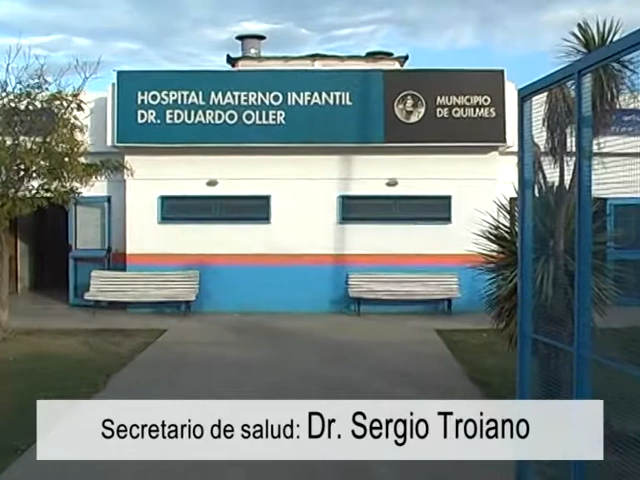 HOSPITAL MATERNO INFANTIL
DR. EDUARDO OLLER
MUNICIPIO
DE QUILMES
Secretario de salud: Dr. Sergio Troiano